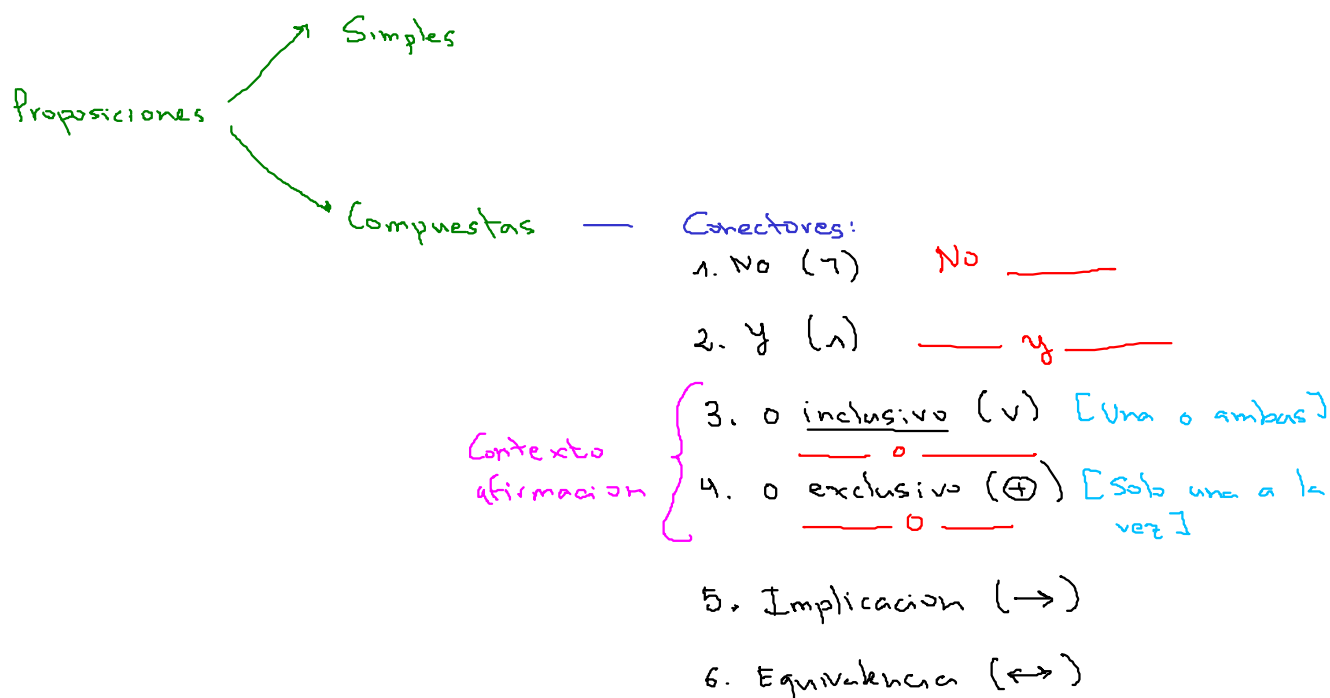 Simples
Proposiciones
Compuestas — Conectores:
1. No (¬) No ____
2. y (∧) ____ y ____
3. o inclusivo (∨) [Una o ambas]
____ o ____
Contexto
afirmacion
4. o exclusivo (⊕) [Solo una a la
vez]
____ o ____
5. Implicacion (→)
6. Equivalencia (↔)